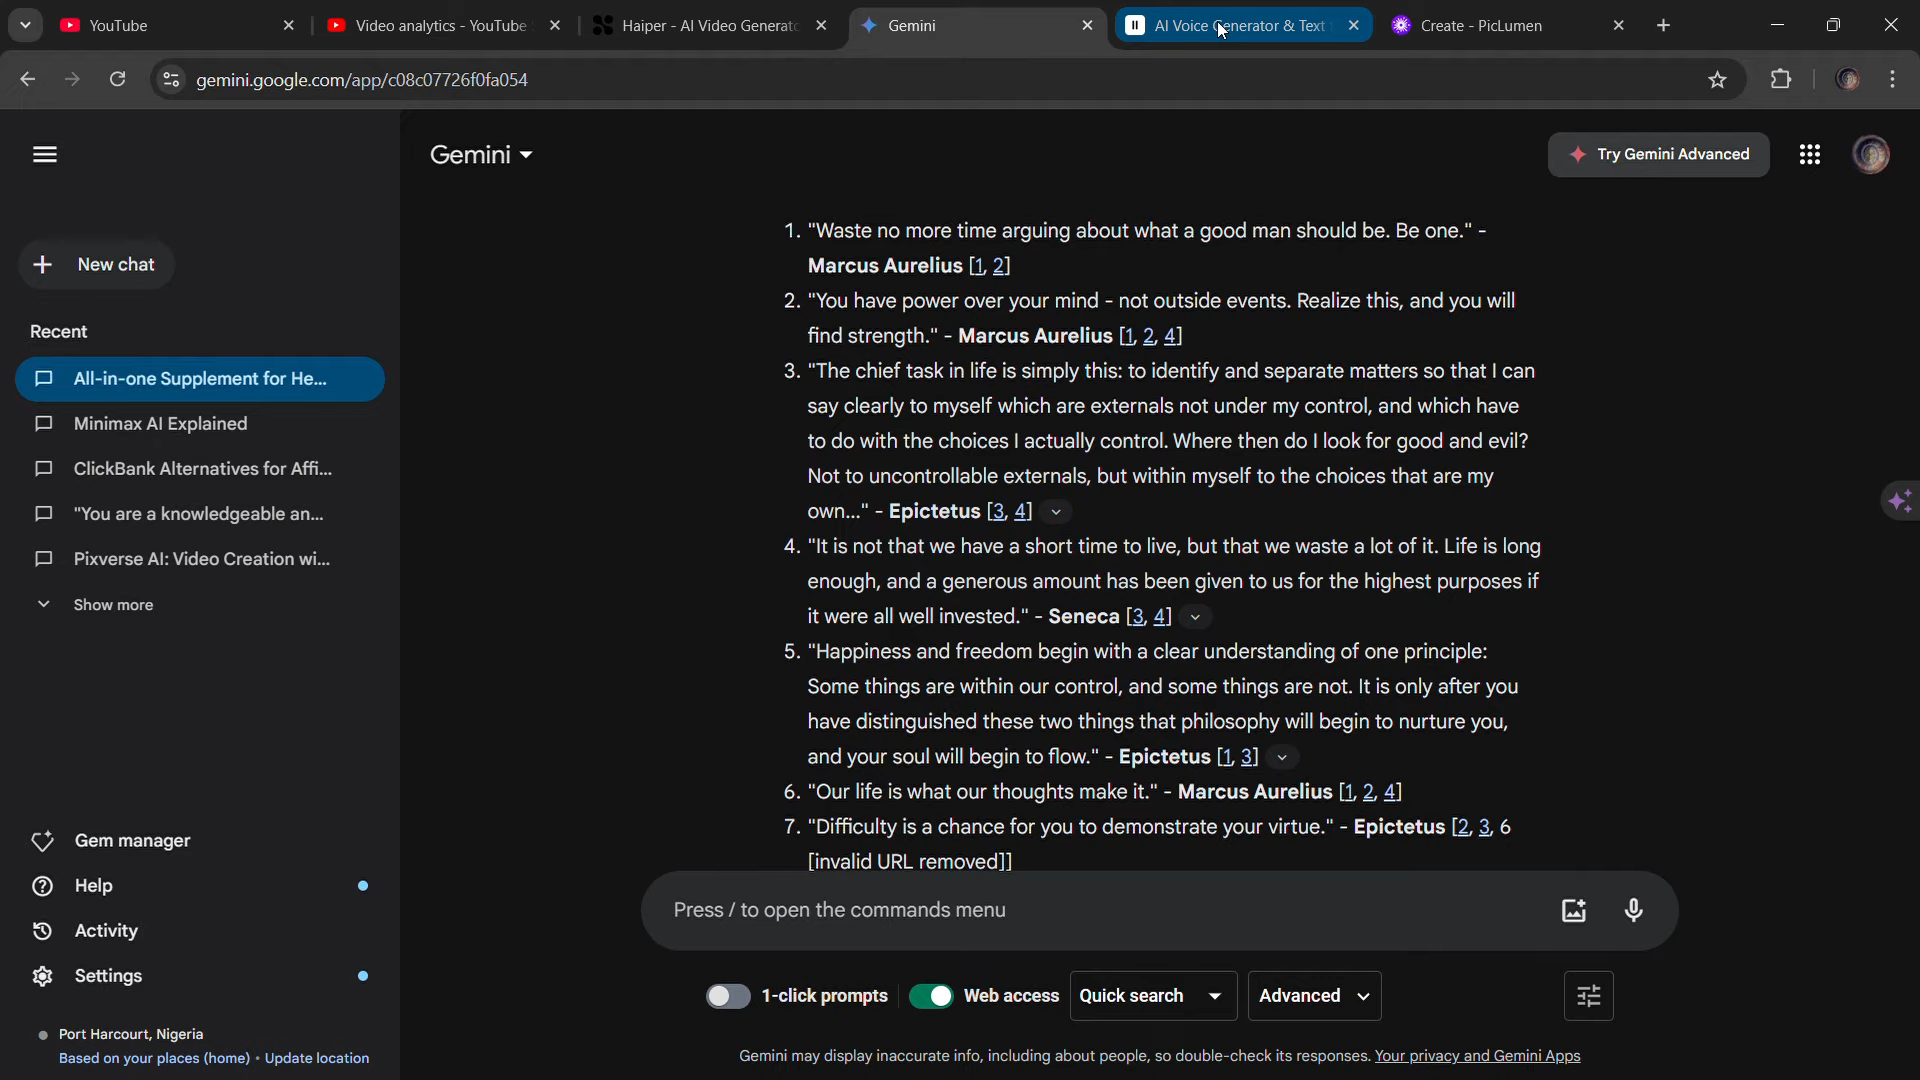 YouTube
Video analytics - YouTube
Haiper - AI Video Generato
Gemini
AI Voice Generator & Text
Create - PicLumen
gemini.google.com/app/c08c07726f0fa054
Gemini
Try Gemini Advanced
New chat
Recent
All-in-one Supplement for He...
Minimax AI Explained
ClickBank Alternatives for Affi...
"You are a knowledgeable an...
Pixverse AI: Video Creation wi...
Show more
Gem manager
Help
Activity
Settings
Port Harcourt, Nigeria
Based on your places (home) • Update location
1. "Waste no more time arguing about what a good man should be. Be one." -
Marcus Aurelius [1, 2]
2. "You have power over your mind - not outside events. Realize this, and you will
find strength." - Marcus Aurelius [1, 2, 4]
3. "The chief task in life is simply this: to identify and separate matters so that I can
say clearly to myself which are externals not under my control, and which have
to do with the choices I actually control. Where then do I look for good and evil?
Not to uncontrollable externals, but within myself to the choices that are my
own..." - Epictetus [3, 4]
4. "It is not that we have a short time to live, but that we waste a lot of it. Life is long
enough, and a generous amount has been given to us for the highest purposes if
it were all well invested." - Seneca [3, 4]
5. "Happiness and freedom begin with a clear understanding of one principle:
Some things are within our control, and some things are not. It is only after you
have distinguished these two things that philosophy will begin to nurture you,
and your soul will begin to flow." - Epictetus [1, 3]
6. "Our life is what our thoughts make it." - Marcus Aurelius [1, 2, 4]
7. "Difficulty is a chance for you to demonstrate your virtue." - Epictetus [2, 3, 6
[invalid URL removed]]
Press / to open the commands menu
1-click prompts
Web access
Quick search
Advanced
Gemini may display inaccurate info, including about people, so double-check its responses. Your privacy and Gemini Apps